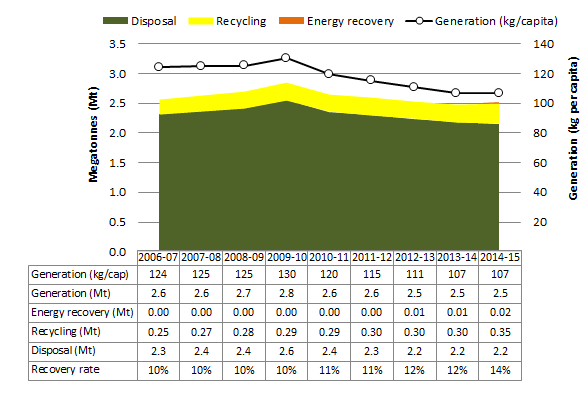 Disposal Recycling Energy recovery Generation (kg/capita)
3.5 140
3.0 120
2.5 100
2.0 80
1.5 60
1.0 40
0.5 20
0.0
Megatonnes (Mt)
Generation (kg per capita)
2006-07 2007-08 2008-09 2009-10 2010-11 2011-12 2012-13 2013-14 2014-15
Generation (kg/cap) 124 125 125 130 120 115 111 107 107
Generation (Mt) 2.6 2.6 2.7 2.8 2.6 2.6 2.5 2.5 2.5
Energy recovery (Mt) 0.00 0.00 0.00 0.00 0.00 0.00 0.01 0.01 0.02
Recycling (Mt) 0.25 0.27 0.28 0.29 0.29 0.30 0.30 0.30 0.35
Disposal (Mt) 2.3 2.4 2.4 2.6 2.4 2.3 2.2 2.2 2.2
Recovery rate 10% 10% 10% 10% 11% 11% 12% 12% 14%